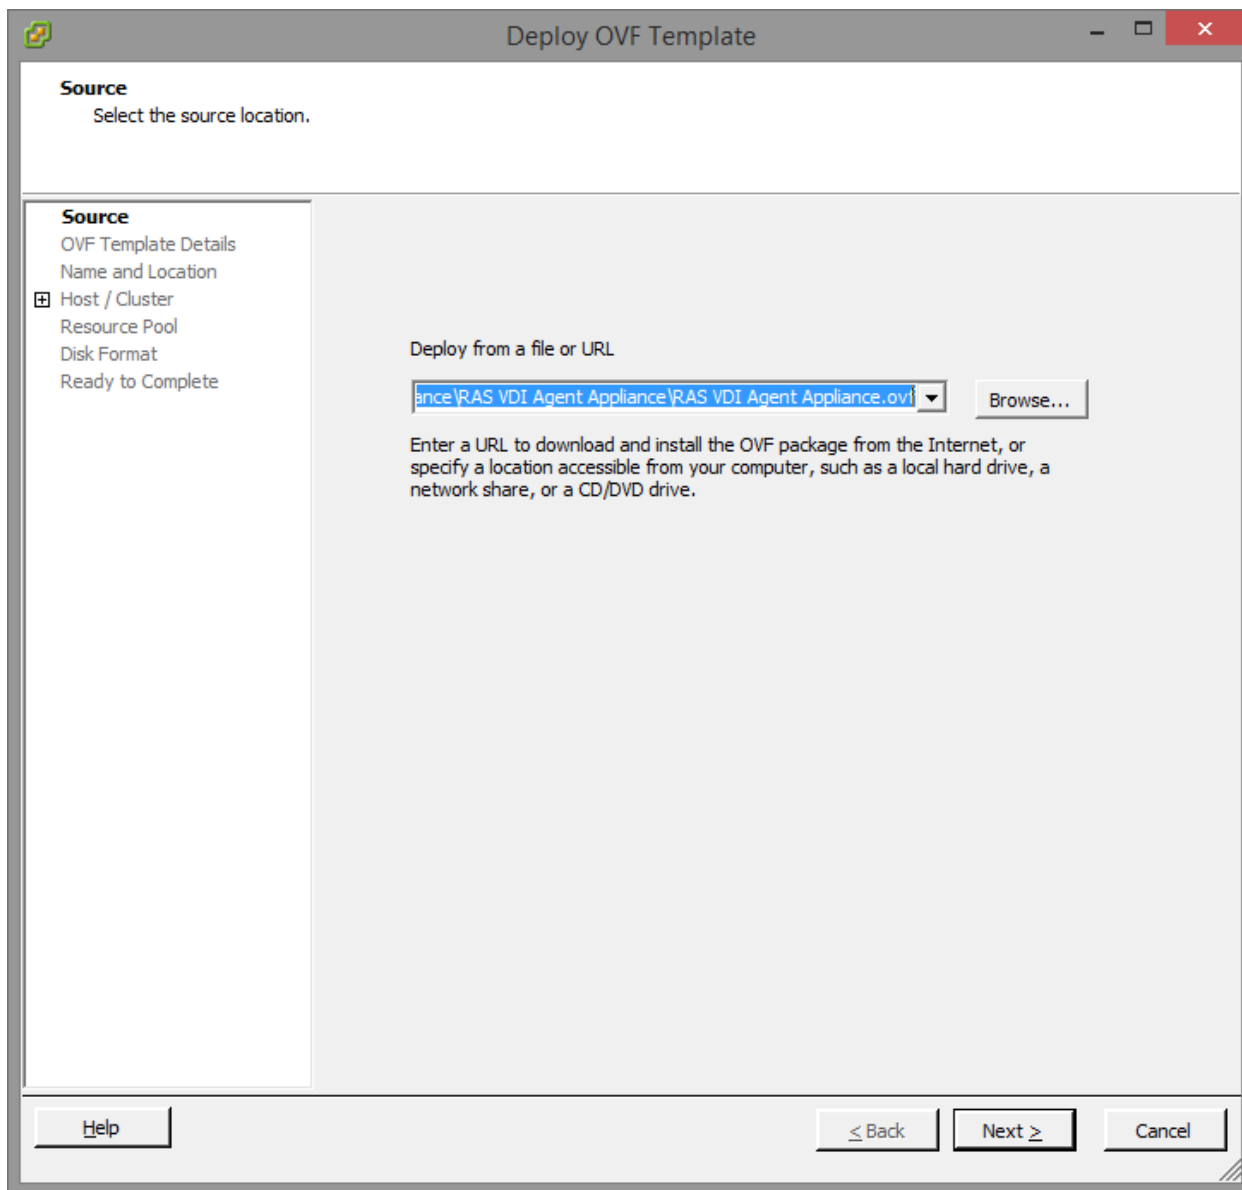 Deploy OVF Template
Source
Select the source location.
Source
OVF Template Details
Name and Location
Host / Cluster
Resource Pool
Disk Format
Ready to Complete
Deploy from a file or URL
ance\RAS VDI Agent Appliance\RAS VDI Agent Appliance.ovf
Browse...
Enter a URL to download and install the OVF package from the Internet, or
specify a location accessible from your computer, such as a local hard drive, a
network share, or a CD/DVD drive.
Help
< Back
Next >
Cancel